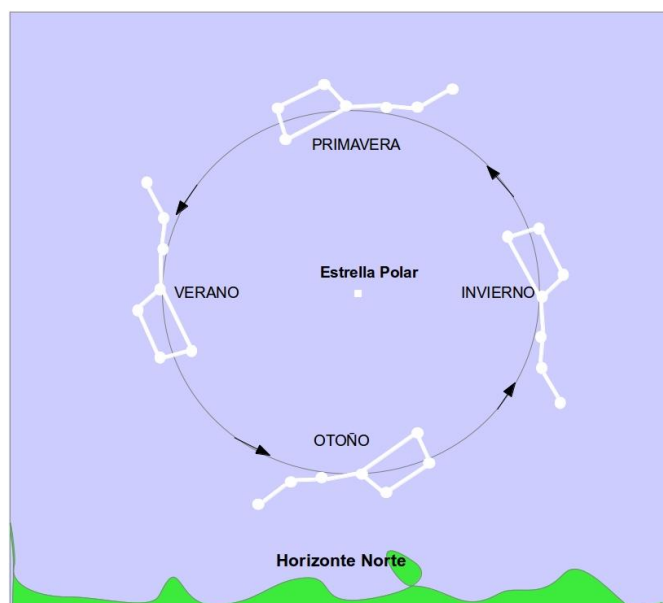 PRIMAVERA
Estrella Polar
VERANO
INVIERNO
OTOÑO
Horizonte Norte